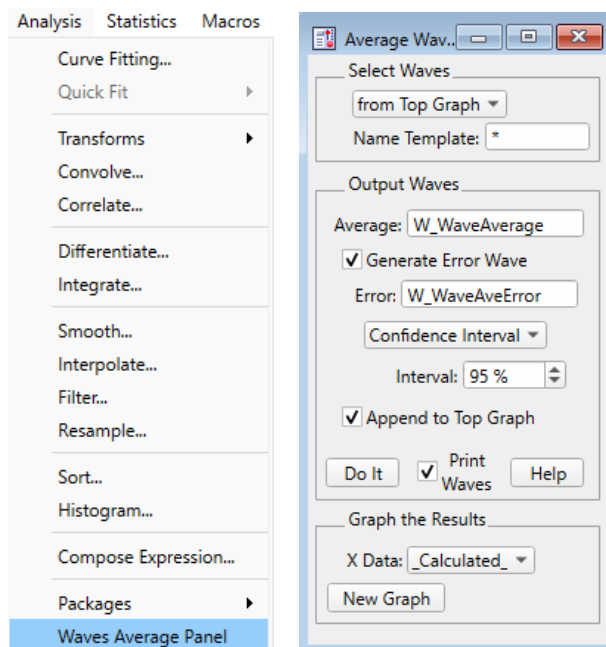 Analysis Statistics Macros
Curve Fitting...
Quick Fit
Transforms
Convolve...
Correlate...
Differentiate...
Integrate...
Smooth...
Interpolate...
Filter...
Resample...
Sort...
Histogram...
Compose Expression...
Packages
Waves Average Panel
Average Wav..
Select Waves
from Top Graph
Name Template: *
Output Waves
Average: W_WaveAverage
Generate Error Wave
Error: W_WaveAveError
Confidence Interval
Interval: 95 %
Append to Top Graph
Do It Print Waves Help
Graph the Results
X Data: _Calculated_
New Graph